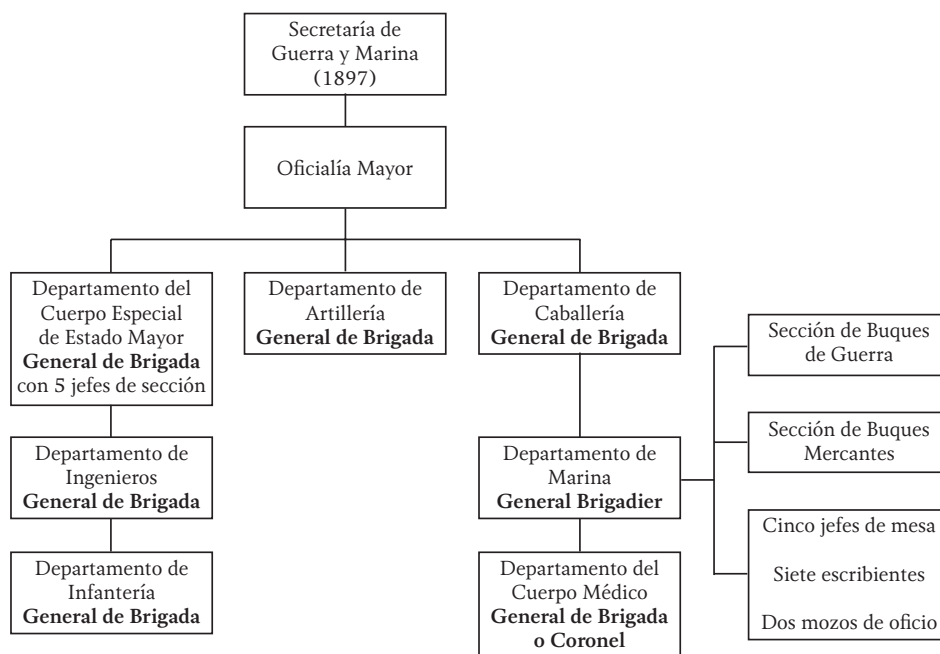 Secretaría de
Guerra y Marina
(1897)
Oficialía Mayor
Departamento del
Cuerpo Especial
de Estado Mayor
General de Brigada
con 5 jefes de sección
Departamento de
Artillería
General de Brigada
Departamento de
Caballería
General de Brigada
Sección de Buques
de Guerra
Departamento de
Ingenieros
General de Brigada
Departamento de
Marina
General Brigadier
Sección de Buques
Mercantes
Departamento de
Infantería
General de Brigada
Departamento del
Cuerpo Médico
General de Brigada
o Coronel
Cinco jefes de mesa
Siete escribientes
Dos mozos de oficio